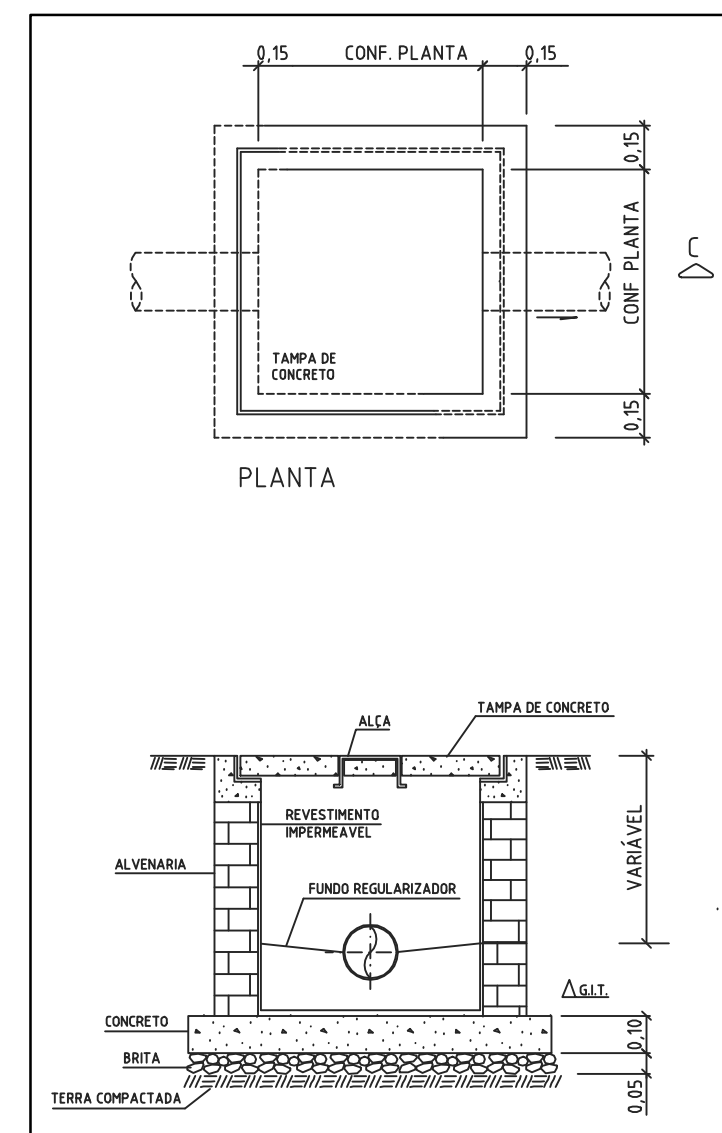 0,15
CONF. PLANTA
0,15
0,15
CONF PLANTA
0,15
TAMPA DE
CONCRETO
PLANTA
ALÇA
TAMPA DE CONCRETO
REVESTIMENTO
IMPERMEAVEL
ALVENARIA
FUNDO REGULARIZADOR
VARIÁVEL
G.I.T.
CONCRETO
0,10
BRITA
0,05
TERRA COMPACTADA